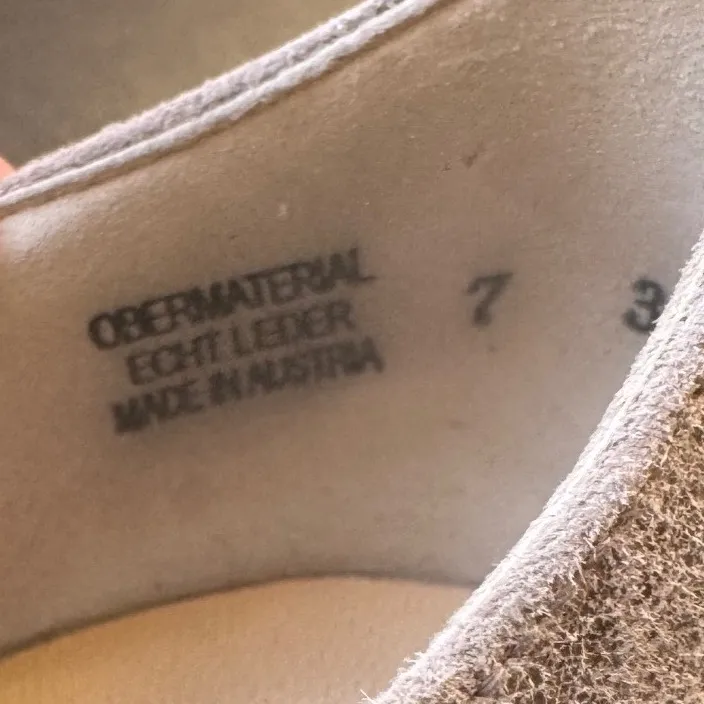 OBERMATERIAL
ECHT LEDER
MADE IN AUSTRIA
7 3